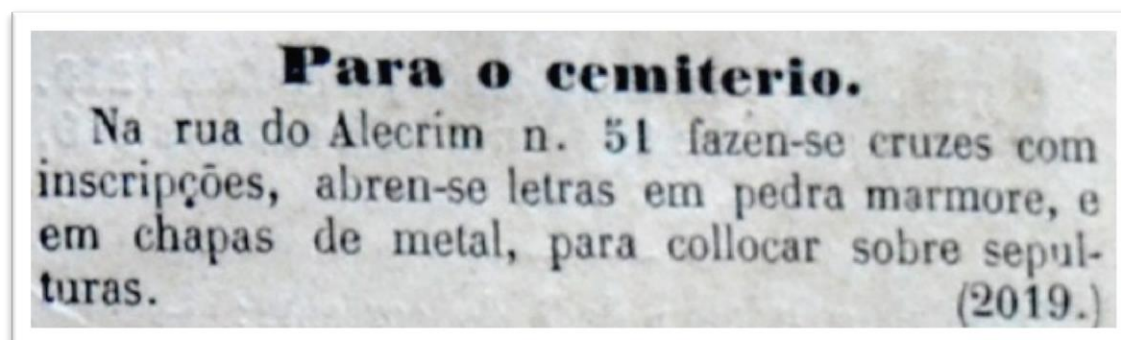 Para o cemiterio.
Na rua do Alecrim n. 51 fazen-se cruzes com
inscripções, abren-se letras em pedra marmore, e
em chapas de metal, para collocar sobre sepul-
turas. (2019.)